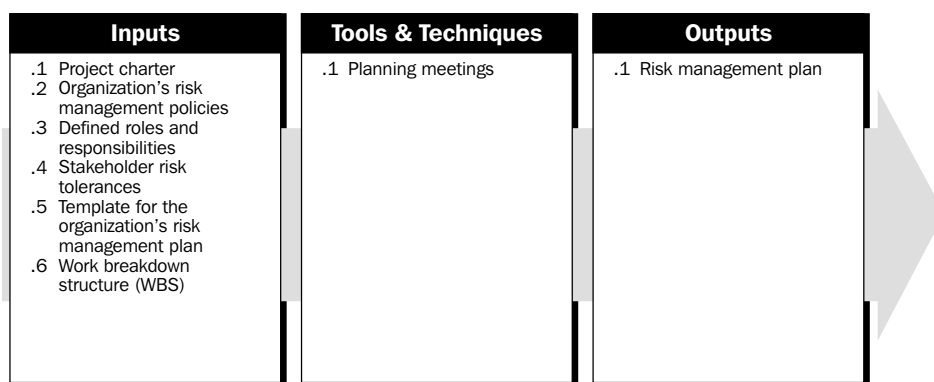 Inputs
.1 Project charter
.2 Organization’s risk
management policies
.3 Defined roles and
responsibilities
.4 Stakeholder risk
tolerances
.5 Template for the
organization’s risk
management plan
.6 Work breakdown
structure (WBS)
Tools & Techniques
.1 Planning meetings
Outputs
.1 Risk management plan